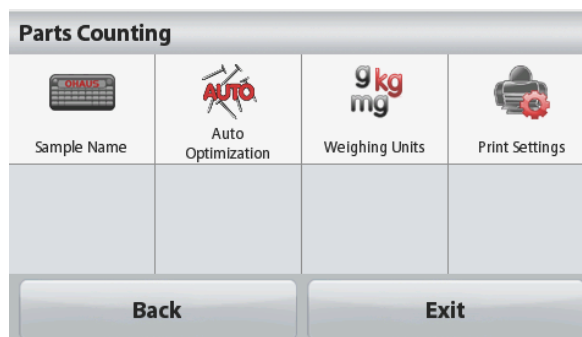 Parts Counting
OHAUS
AUTO
g kg
mg
Sample Name
Auto
Optimization
Weighing Units
Print Settings
Back
Exit